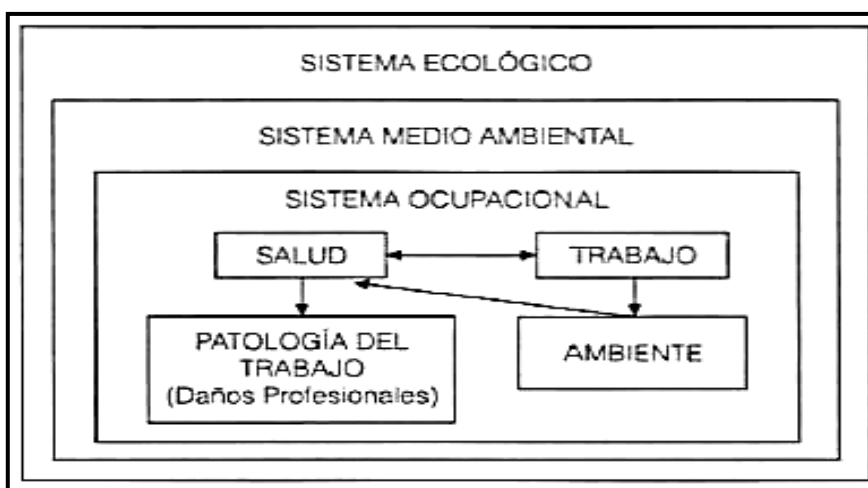 SISTEMA ECOLÓGICO
SISTEMA MEDIO AMBIENTAL
SISTEMA OCUPACIONAL
SALUD
TRABAJO
PATOLOGÍA DEL
TRABAJO
(Daños Profesionales)
AMBIENTE